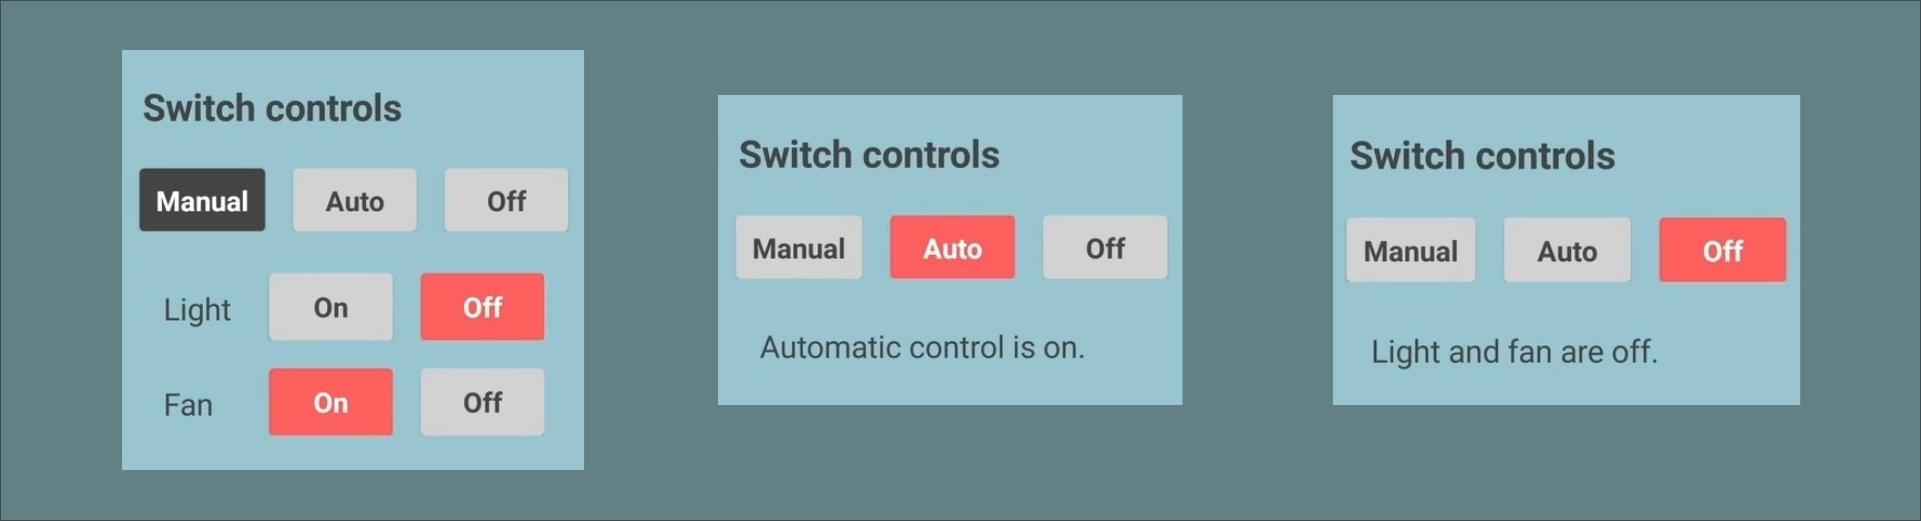 Switch controls
Manual Auto Off
Light On Off
Fan On Off
Switch controls
Manual Auto Off
Automatic control is on.
Switch controls
Manual Auto Off
Light and fan are off.